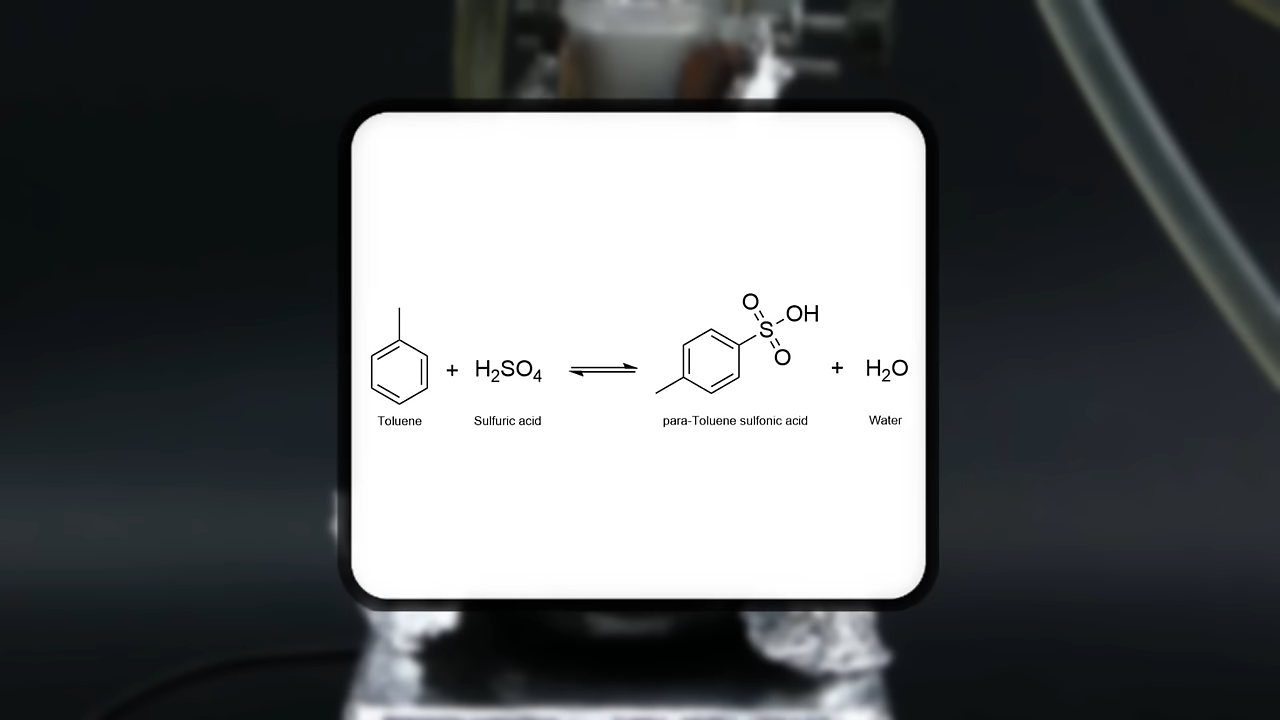 O
OH
S
O
+ H₂SO₄ + H₂O
Toluene Sulfuric acid para-Toluene sulfonic acid Water